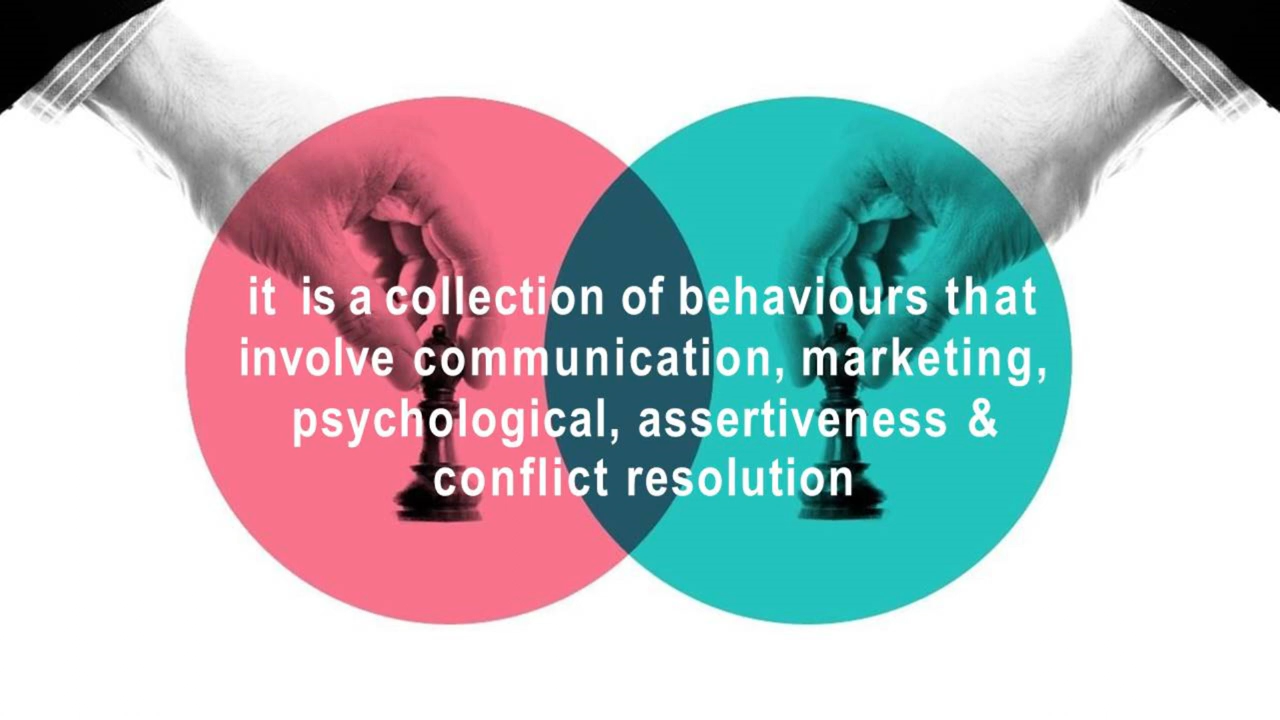 it is a collection of behaviours that
involve communication, marketing,
psychological, assertiveness &
conflict resolution